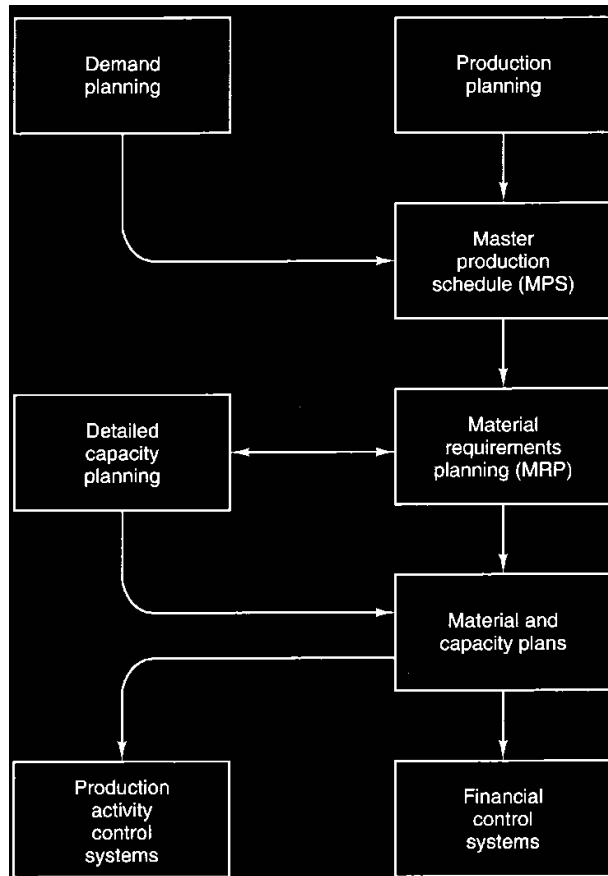 Demand
planning
Production
planning
Master
production
schedule (MPS)
Detailed
capacity
planning
Material
requirements
planning (MRP)
Material and
capacity plans
Production
activity
control
systems
Financial
control
systems